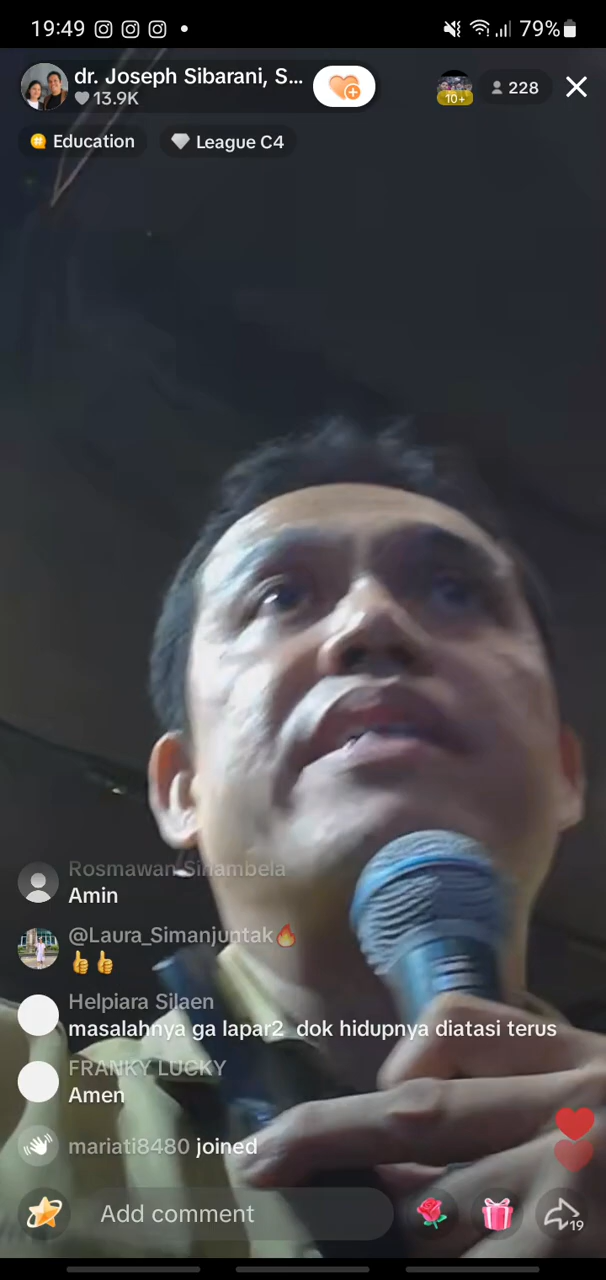 19:49
79%
dr. Joseph Sibarani, S...
13.9K
10+
228
Education
League C4
Rosmawan Sinambela
Amin
@Laura_Simanjuntak🔥
👍👍
Helpiara Silaen
masalahnya ga lapar2 dok hidupnya diatasi terus
FRANKY LUCKY
Amen
mariati8480 joined
Add comment
19